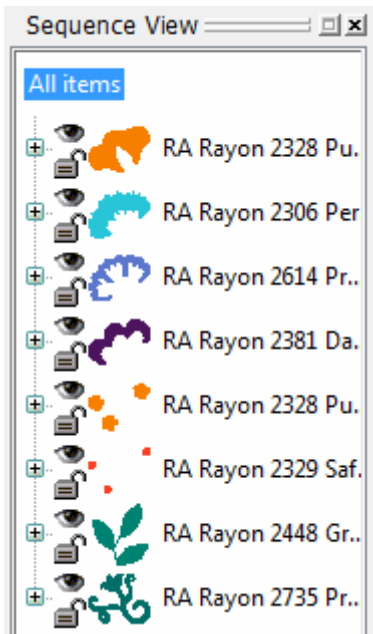 Sequence View
All items
RA Rayon 2328 Pu.
RA Rayon 2306 Per
RA Rayon 2614 Pr..
RA Rayon 2381 Da.
RA Rayon 2328 Pu.
RA Rayon 2329 Saf.
RA Rayon 2448 Gr..
RA Rayon 2735 Pr..